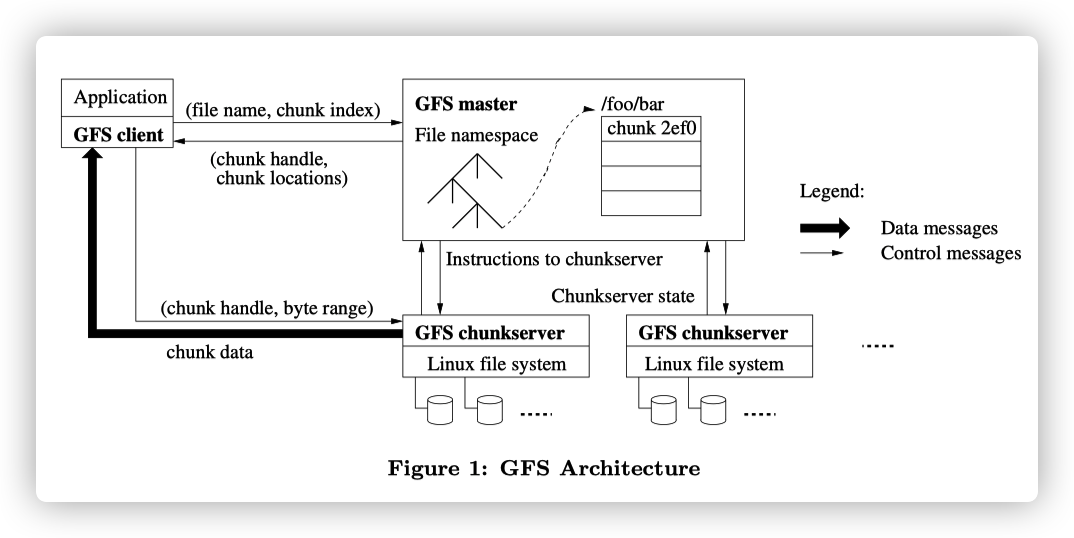 Application
GFS client
(file name, chunk index)
(chunk handle,
chunk locations)
GFS master
File namespace
/foo/bar
chunk 2ef0
Legend:
Data messages
Control messages
Instructions to chunkserver
Chunkserver state
(chunk handle, byte range)
chunk data
GFS chunkserver
Linux file system
GFS chunkserver
Linux file system
Figure 1: GFS Architecture